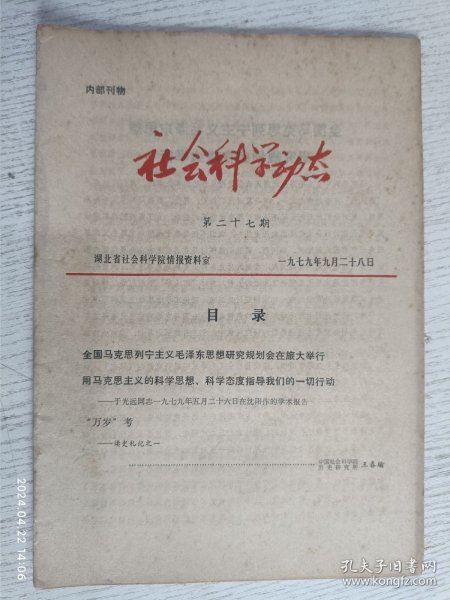 内部刊物
社会科学动态
第二十七期
湖北省社会科学院情报资料室 一九七九年九月二十八日
目 录
全国马克思列宁主义毛泽东思想研究规划会在旅大举行
用马克思主义的科学思想、科学态度指导我们的一切行动
——于光远同志一九七九年五月二十六日在沈阳作的学术报告
“万岁”考
——读史札记之一
中国社会科学院
历史研究所 王春瑜
2024.04.22 14:06
孔夫子旧书网
www.kongfz.com